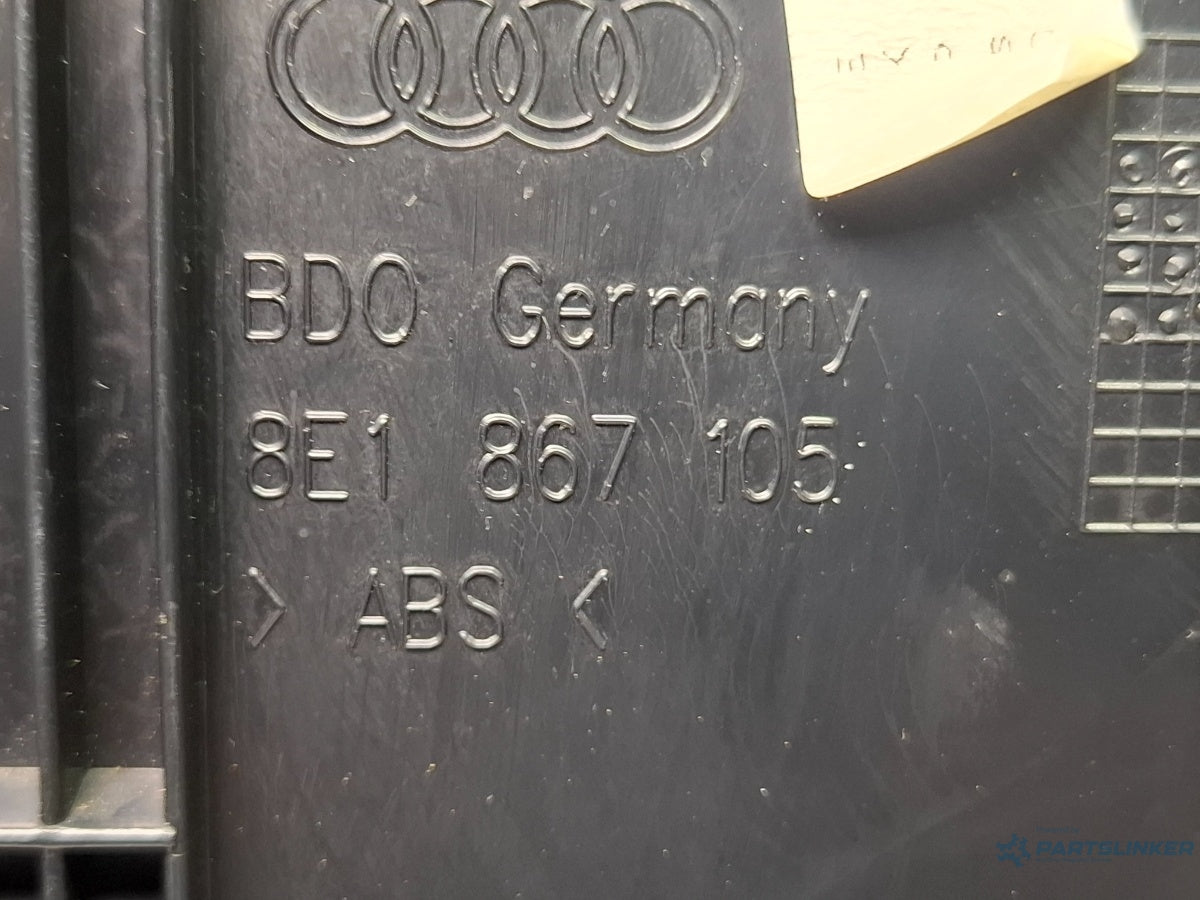 BDO Germany
8E1 867 105
> ABS <
PARTSLINKER